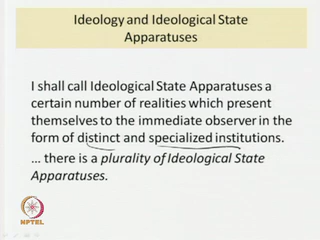 Ideology and Ideological State
Apparatuses
I shall call Ideological State Apparatuses a
certain number of realities which present
themselves to the immediate observer in the
form of distinct and specialized institutions.
… there is a plurality of Ideological State
Apparatuses.
NPTEL